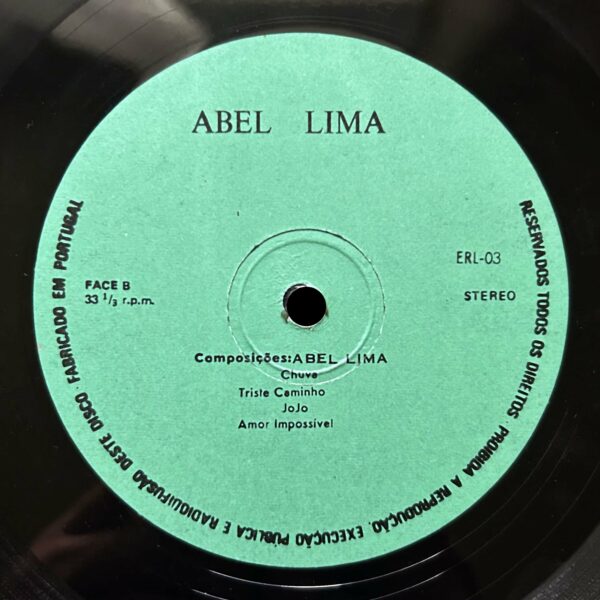 ABEL LIMA
FACE B
33 1/3 r.p.m.
ERL-03
STEREO
Composições:ABEL LIMA
Chuva
Triste Caminho
JoJo
Amor Impossível
RESERVADOS TODOS OS DIREITOS · PROIBIDA A REPRODUÇÃO, EXECUÇÃO PÚBLICA E RADIODIFUSÃO DESTE DISCO · FABRICADO EM PORTUGAL